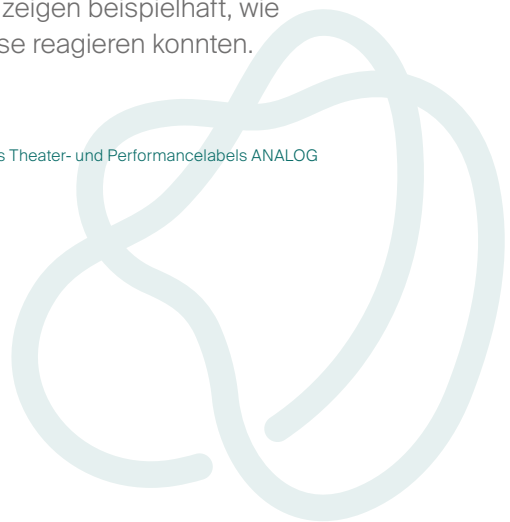 zeigen beispielhaft, wie
se reagieren konnten.
s Theater- und Performancelabels ANALOG